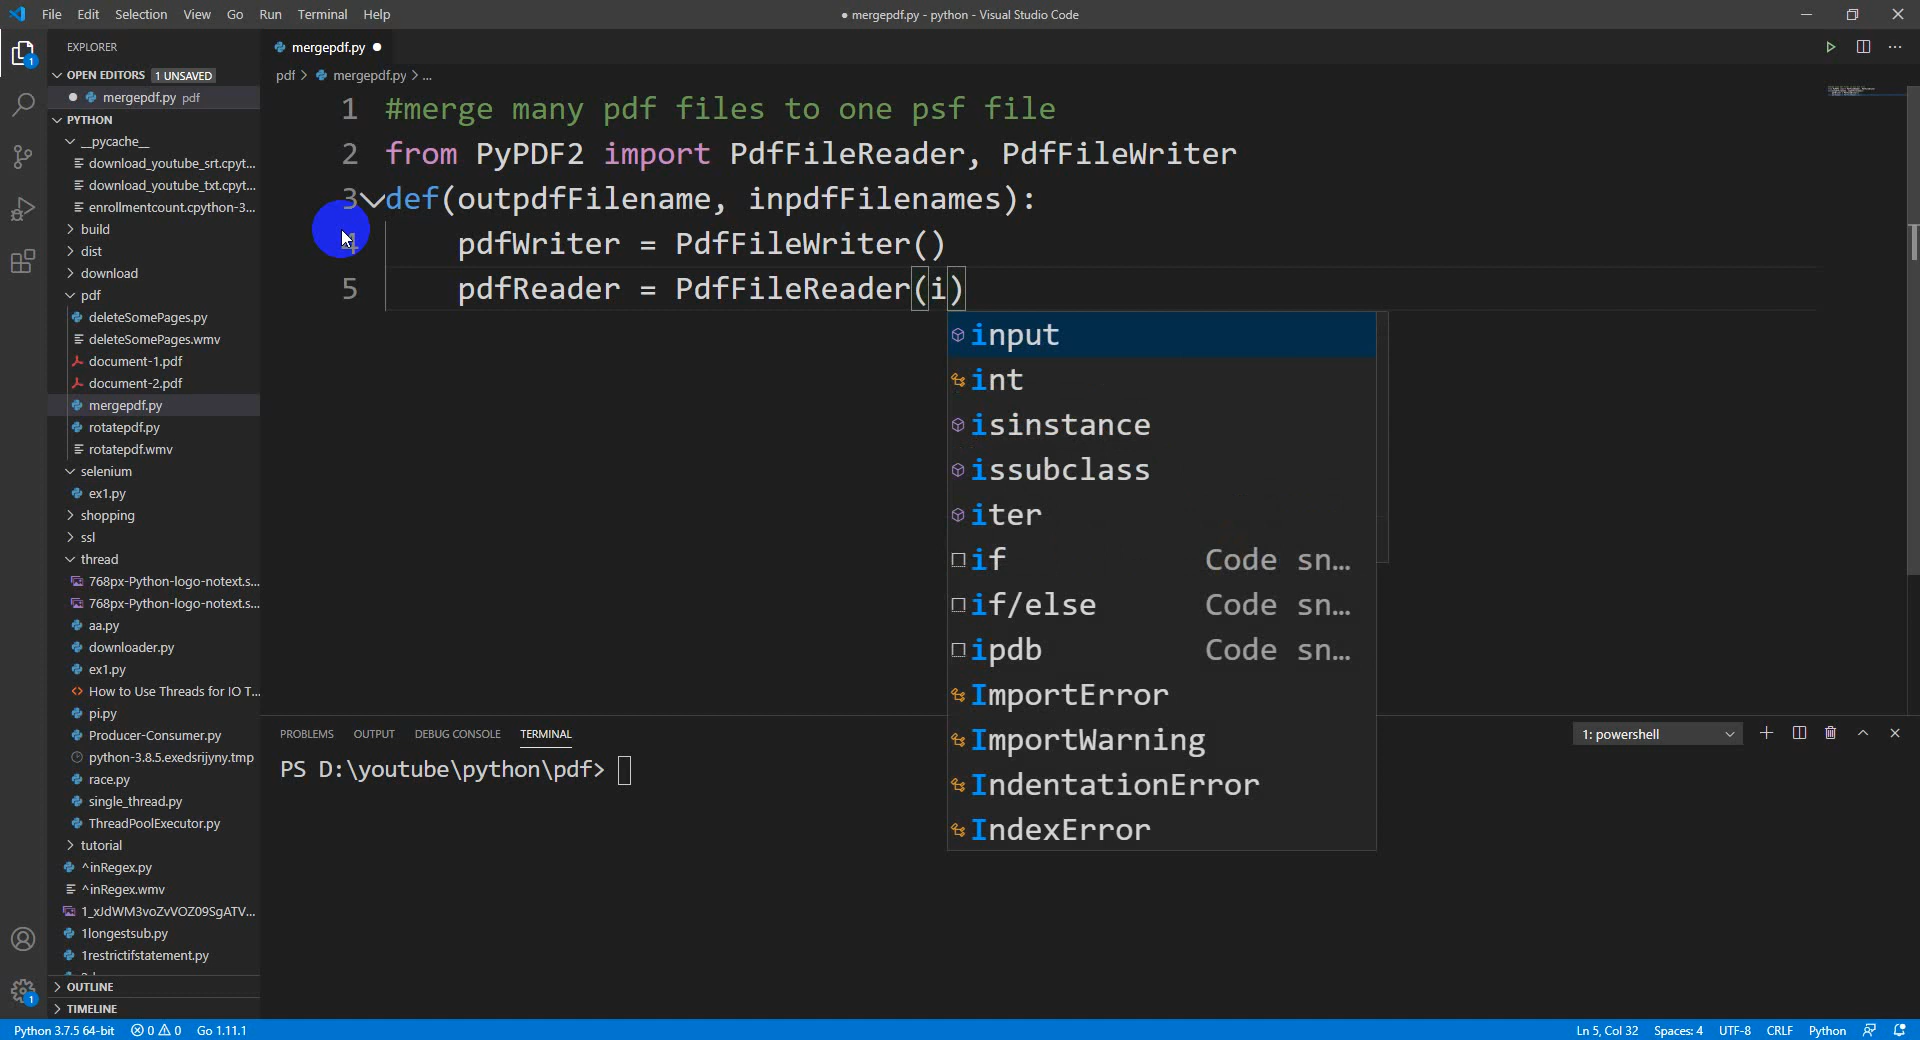 File Edit Selection View Go Run Terminal Help
● mergepdf.py - python - Visual Studio Code
EXPLORER
OPEN EDITORS 1 UNSAVED
mergepdf.py pdf
PYTHON
__pycache__
download_youtube_srt.cpyt...
download_youtube_txt.cpyt...
enrollmentcount.cpython-3...
build
dist
download
pdf
deleteSomePages.py
deleteSomePages.wmv
document-1.pdf
document-2.pdf
mergepdf.py
rotatepdf.py
rotatepdf.wmv
selenium
ex1.py
shopping
ssl
thread
768px-Python-logo-notext.s...
768px-Python-logo-notext.s...
aa.py
downloader.py
ex1.py
How to Use Threads for IO T...
pi.py
Producer-Consumer.py
python-3.8.5.exedsrijyny.tmp
race.py
single_thread.py
ThreadPoolExecutor.py
tutorial
^inRegex.py
^inRegex.wmv
1_xJdWM3voZvVOZ09SgATV...
1longestsub.py
1restrictifstatement.py
OUTLINE
TIMELINE
mergepdf.py
pdf > mergepdf.py > ...
1 #merge many pdf files to one psf file
2 from PyPDF2 import PdfFileReader, PdfFileWriter
3 def(outpdfFilename, inpdfFilenames):
4 pdfWriter = PdfFileWriter()
5 pdfReader = PdfFileReader(i)
input
int
isinstance
issubclass
iter
if Code sn...
if/else Code sn...
ipdb Code sn...
ImportError
ImportWarning
IndentationError
IndexError
PROBLEMS OUTPUT DEBUG CONSOLE TERMINAL
1: powershell
PS D:\youtube\python\pdf>
1
1
Python 3.7.5 64-bit 0 0 Go 1.11.1
Ln 5, Col 32 Spaces: 4 UTF-8 CRLF Python